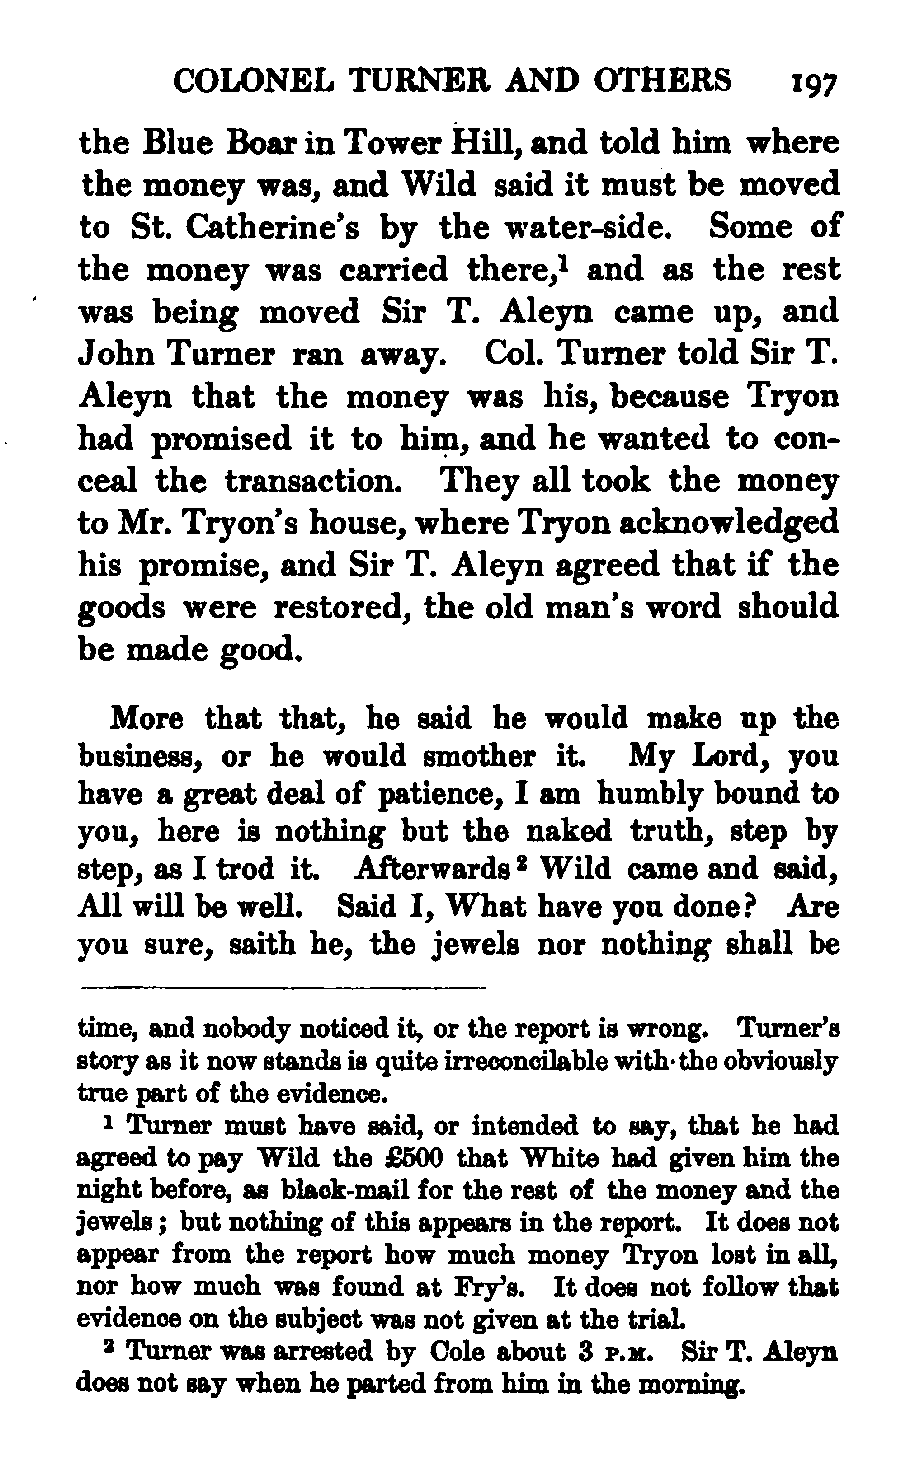 COLONEL TURNER AND OTHERS 197
the Blue Boar in Tower Hill, and told him where
the money was, and Wild said it must be moved
to St. Catherine's by the water-side. Some of
the money was carried there,¹ and as the rest
was being moved Sir T. Aleyn came up, and
John Turner ran away. Col. Turner told Sir T.
Aleyn that the money was his, because Tryon
had promised it to him, and he wanted to con-
ceal the transaction. They all took the money
to Mr. Tryon's house, where Tryon acknowledged
his promise, and Sir T. Aleyn agreed that if the
goods were restored, the old man's word should
be made good.
More that that, he said he would make up the
business, or he would smother it. My Lord, you
have a great deal of patience, I am humbly bound to
you, here is nothing but the naked truth, step by
step, as I trod it. Afterwards² Wild came and said,
All will be well. Said I, What have you done? Are
you sure, saith he, the jewels nor nothing shall be
time, and nobody noticed it, or the report is wrong. Turner's
story as it now stands is quite irreconcilable with the obviously
true part of the evidence.
¹ Turner must have said, or intended to say, that he had
agreed to pay Wild the £500 that White had given him the
night before, as black-mail for the rest of the money and the
jewels; but nothing of this appears in the report. It does not
appear from the report how much money Tryon lost in all,
nor how much was found at Fry's. It does not follow that
evidence on the subject was not given at the trial.
² Turner was arrested by Cole about 3 P.M. Sir T. Aleyn
does not say when he parted from him in the morning.